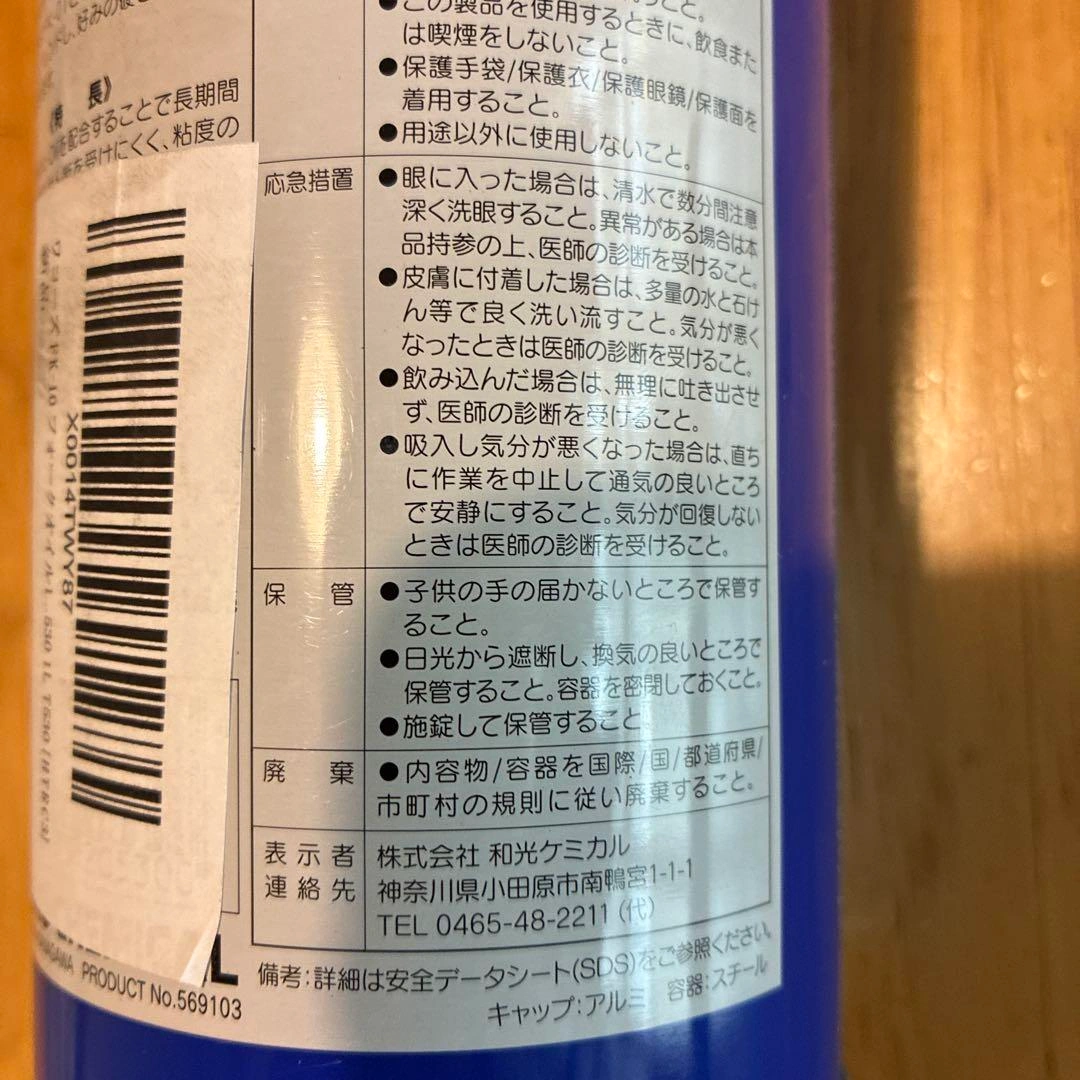 この製品を使用するときに、飲食また
は喫煙をしないこと。
●保護手袋/保護衣/保護眼鏡/保護面を
着用すること。
●用途以外に使用しないこと。
応急措置
●眼に入った場合は、清水で数分間注意
深く洗眼すること。異常がある場合は本
品持参の上、医師の診断を受けること。
●皮膚に付着した場合は、多量の水と石け
ん等で良く洗い流すこと。気分が悪く
なったときは医師の診断を受けること。
●飲み込んだ場合は、無理に吐き出させ
ず、医師の診断を受けること。
●吸入し気分が悪くなった場合は、直ち
に作業を中止して通気の良いところ
で安静にすること。気分が回復しない
ときは医師の診断を受けること。
保管
●子供の手の届かないところで保管す
ること。
●日光から遮断し、換気の良いところで
保管すること。容器を密閉しておくこと。
●施錠して保管すること
廃棄
●内容物/容器を国際/国/都道府県/
市町村の規則に従い廃棄すること。
表示者
連絡先
株式会社 和光ケミカル
神奈川県小田原市南鴨宮1-1-1
TEL 0465-48-2211(代)
備考:詳細は安全データシート(SDS)をご参照ください。
キャップ:アルミ 容器:スチール
長》
を配合することで長期間
を受けにくく、粘度の
X0014TWY87
PRODUCT No.569103